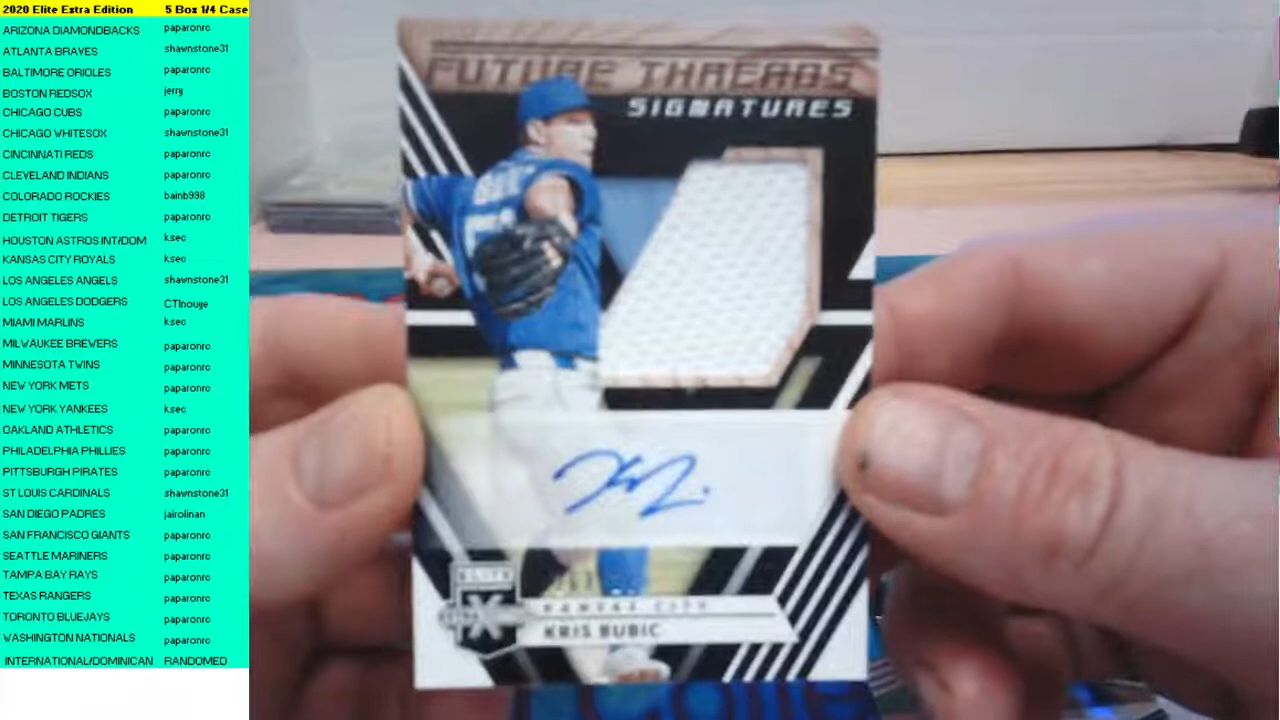 2020 Elite Extra Edition 5 Box 1/4 Case
ARIZONA DIAMONDBACKS paparonro
ATLANTA BRAVES shawnstone31
BALTIMORE ORIOLES paparonro
BOSTON REDSOX jerry
CHICAGO CUBS paparonro
CHICAGO WHITESOX shawnstone31
CINCINNATI REDS paparonro
CLEVELAND INDIANS paparonro
COLORADO ROCKIES bainb998
DETROIT TIGERS paparonro
HOUSTON ASTROS INT/DOM ksec
KANSAS CITY ROYALS ksec
LOS ANGELES ANGELS shawnstone31
LOS ANGELES DODGERS CTInouye
MIAMI MARLINS ksec
MILWAUKEE BREWERS paparonro
MINNESOTA TWINS paparonro
NEW YORK METS paparonro
NEW YORK YANKEES ksec
OAKLAND ATHLETICS paparonro
PHILADELPHIA PHILLIES paparonro
PITTSBURGH PIRATES paparonro
ST LOUIS CARDINALS shawnstone31
SAN DIEGO PADRES jairolinan
SAN FRANCISCO GIANTS paparonro
SEATTLE MARINERS paparonro
TAMPA BAY RAYS paparonro
TEXAS RANGERS paparonro
TORONTO BLUEJAYS paparonro
WASHINGTON NATIONALS paparonro
INTERNATIONAL/DOMINICAN RANDOMED
FUTURE THREADS
SIGNATURES
ELITE
EXTRA
KANSAS CITY
KRIS BUBIC